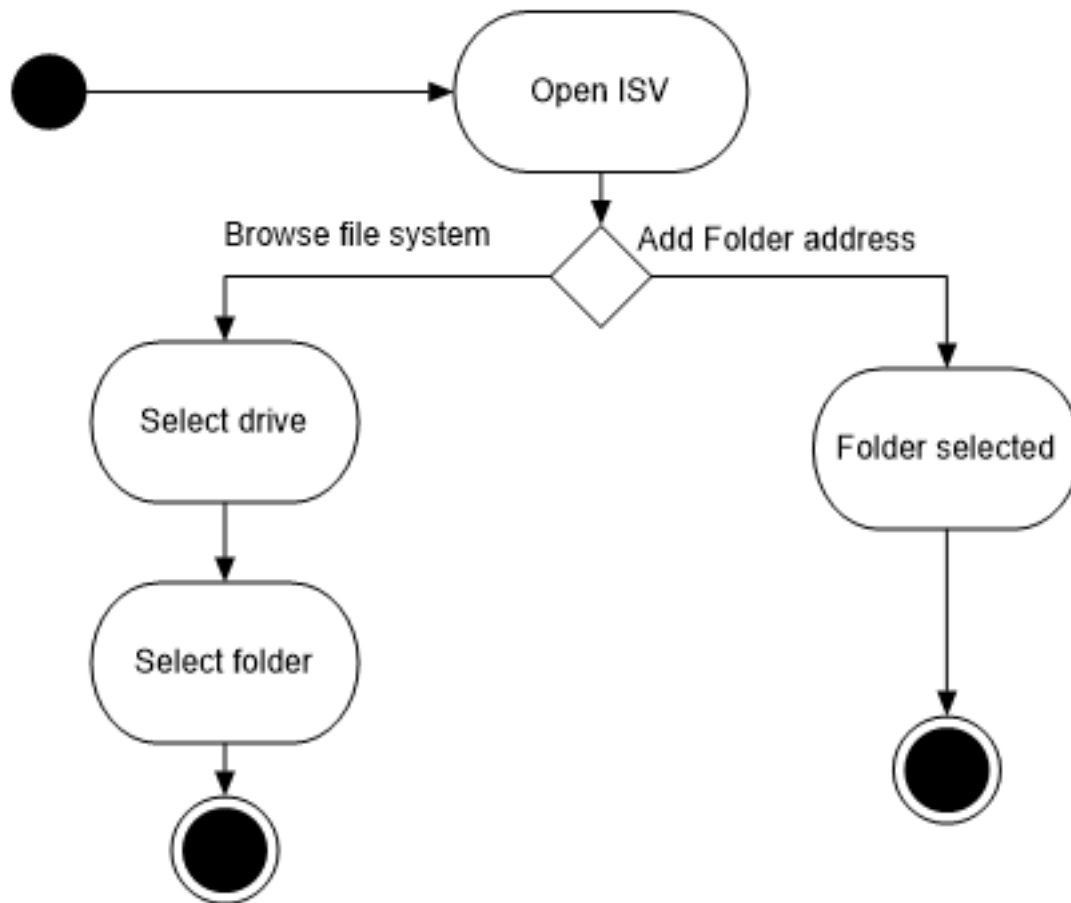 Open ISV
Browse file system
Add Folder address
Select drive
Folder selected
Select folder